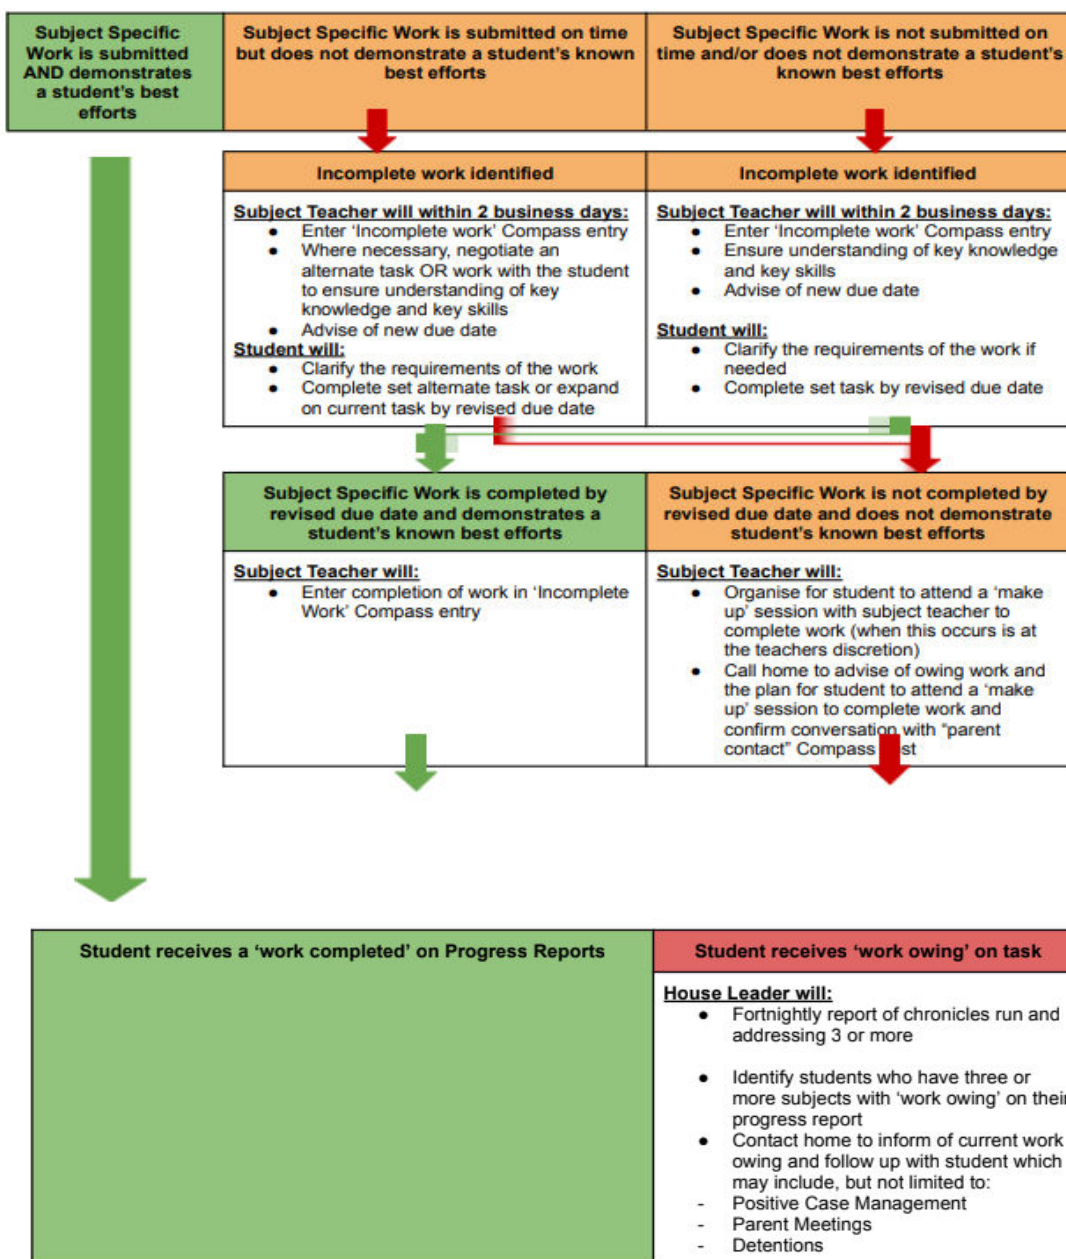 Subject Specific
Work is submitted
AND demonstrates
a student's best
efforts
Subject Specific Work is submitted on time
but does not demonstrate a student's known
best efforts
Subject Specific Work is not submitted on
time and/or does not demonstrate a student's
known best efforts
Incomplete work identified
Subject Teacher will within 2 business days:
● Enter 'Incomplete work' Compass entry
● Where necessary, negotiate an
alternate task OR work with the student
to ensure understanding of key
knowledge and key skills
● Advise of new due date
Student will:
● Clarify the requirements of the work
● Complete set alternate task or expand
on current task by revised due date
Incomplete work identified
Subject Teacher will within 2 business days:
● Enter 'Incomplete work' Compass entry
● Ensure understanding of key knowledge
and key skills
● Advise of new due date
Student will:
● Clarify the requirements of the work if
needed
● Complete set task by revised due date
Subject Specific Work is completed by
revised due date and demonstrates a
student's known best efforts
Subject Teacher will:
● Enter completion of work in 'Incomplete
Work' Compass entry
Subject Specific Work is not completed by
revised due date and does not demonstrate
student's known best efforts
Subject Teacher will:
● Organise for student to attend a 'make
up' session with subject teacher to
complete work (when this occurs is at
the teachers discretion)
● Call home to advise of owing work and
the plan for student to attend a 'make
up' session to complete work and
confirm conversation with "parent
contact" Compass
Student receives a 'work completed' on Progress Reports
Student receives 'work owing' on task
House Leader will:
● Fortnightly report of chronicles run and
addressing 3 or more
● Identify students who have three or
more subjects with 'work owing' on their
progress report
● Contact home to inform of current work
owing and follow up with student which
may include, but not limited to:
- Positive Case Management
- Parent Meetings
- Detentions